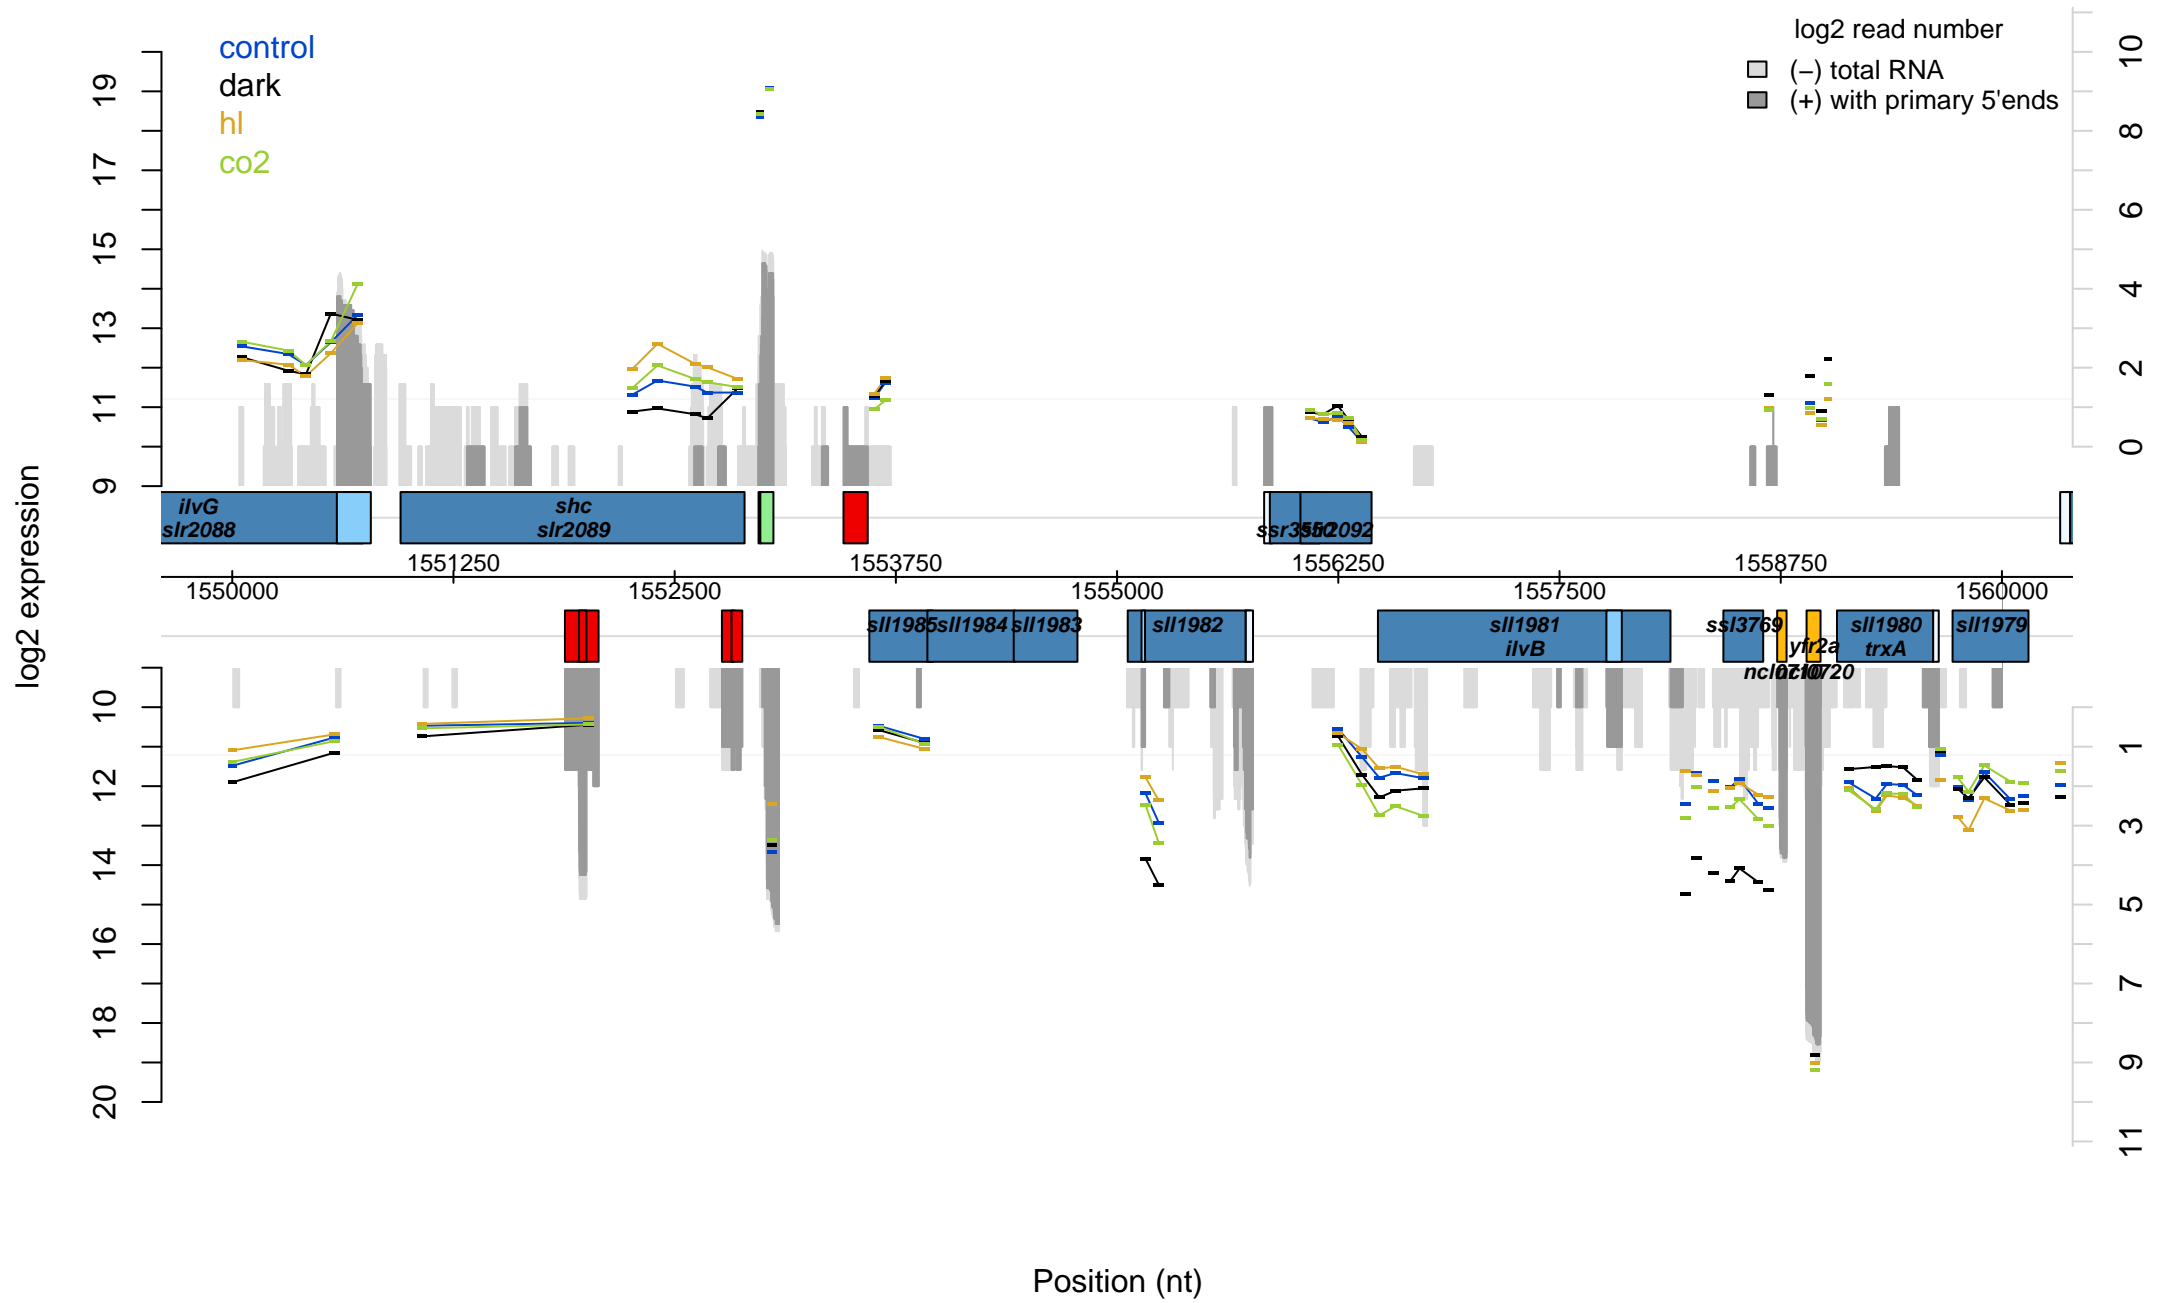 control
dark
hl
co2
log2 read number
(−) total RNA
(+) with primary 5'ends
19
17
15
13
11
9
10
8
6
4
2
0
log2 expression
ilvG
slr2088
shc
slr2089
ssr3550
slr2092
1551250
1553750
1556250
1558750
1550000
1552500
1555000
1557500
1560000
sll1985
sll1984
sll1983
sll1982
sll1981
ilvB
ssl3769
yfr2a
sll1980
trxA
sll1979
ncl0720
10
12
14
16
18
20
1
3
5
7
9
11
Position (nt)